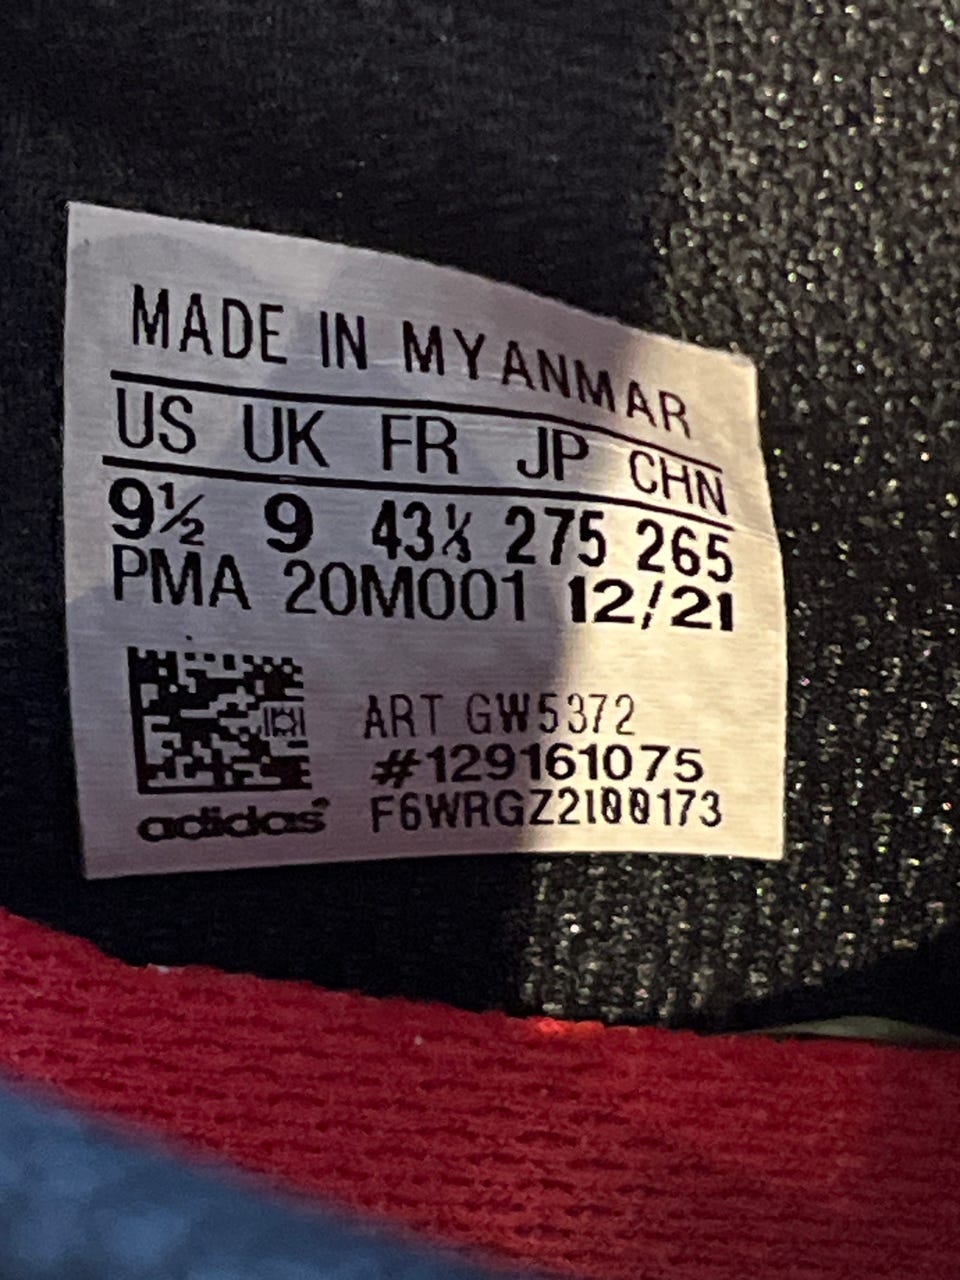 MADE IN MYANMAR
US UK FR JP CHN
9½ 9 43⅓ 275 265
PMA 20M001 12/21
ART GW5372
#129161075
adidas® F6WRGZ2100173